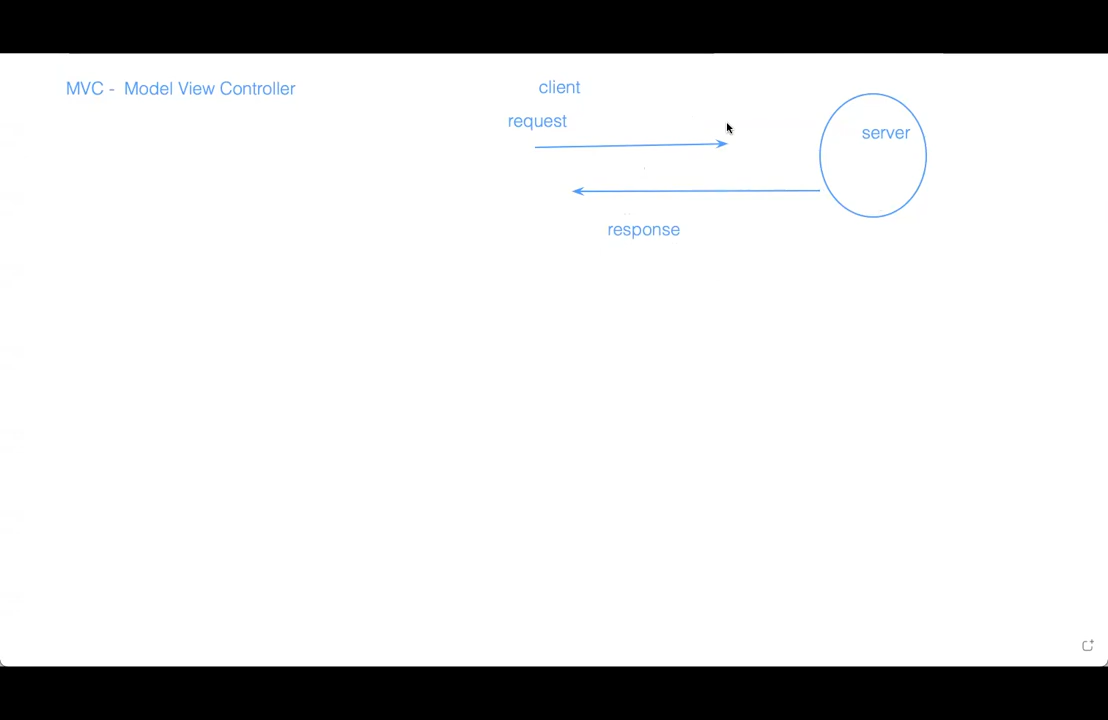 MVC - Model View Controller
client
request
server
response